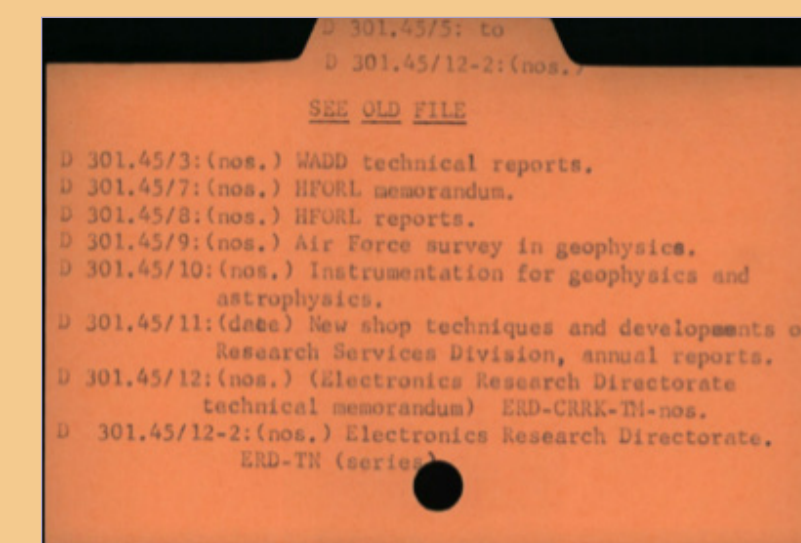 D 301.45/5: to
D 301.45/12-2:(nos.)
SEE OLD FILE
D 301.45/3:(nos.) WADD technical reports.
D 301.45/7:(nos.) HFORL memorandum.
D 301.45/8:(nos.) HFORL reports.
D 301.45/9:(nos.) Air Force survey in geophysics.
D 301.45/10:(nos.) Instrumentation for geophysics and
astrophysics.
D 301.45/11:(date) New shop techniques and developments o
Research Services Division, annual reports.
D 301.45/12:(nos.) (Electronics Research Directorate
technical memorandum) ERD-CRRK-TM-nos.
D 301.45/12-2:(nos.) Electronics Research Directorate.
ERD-TN (series)